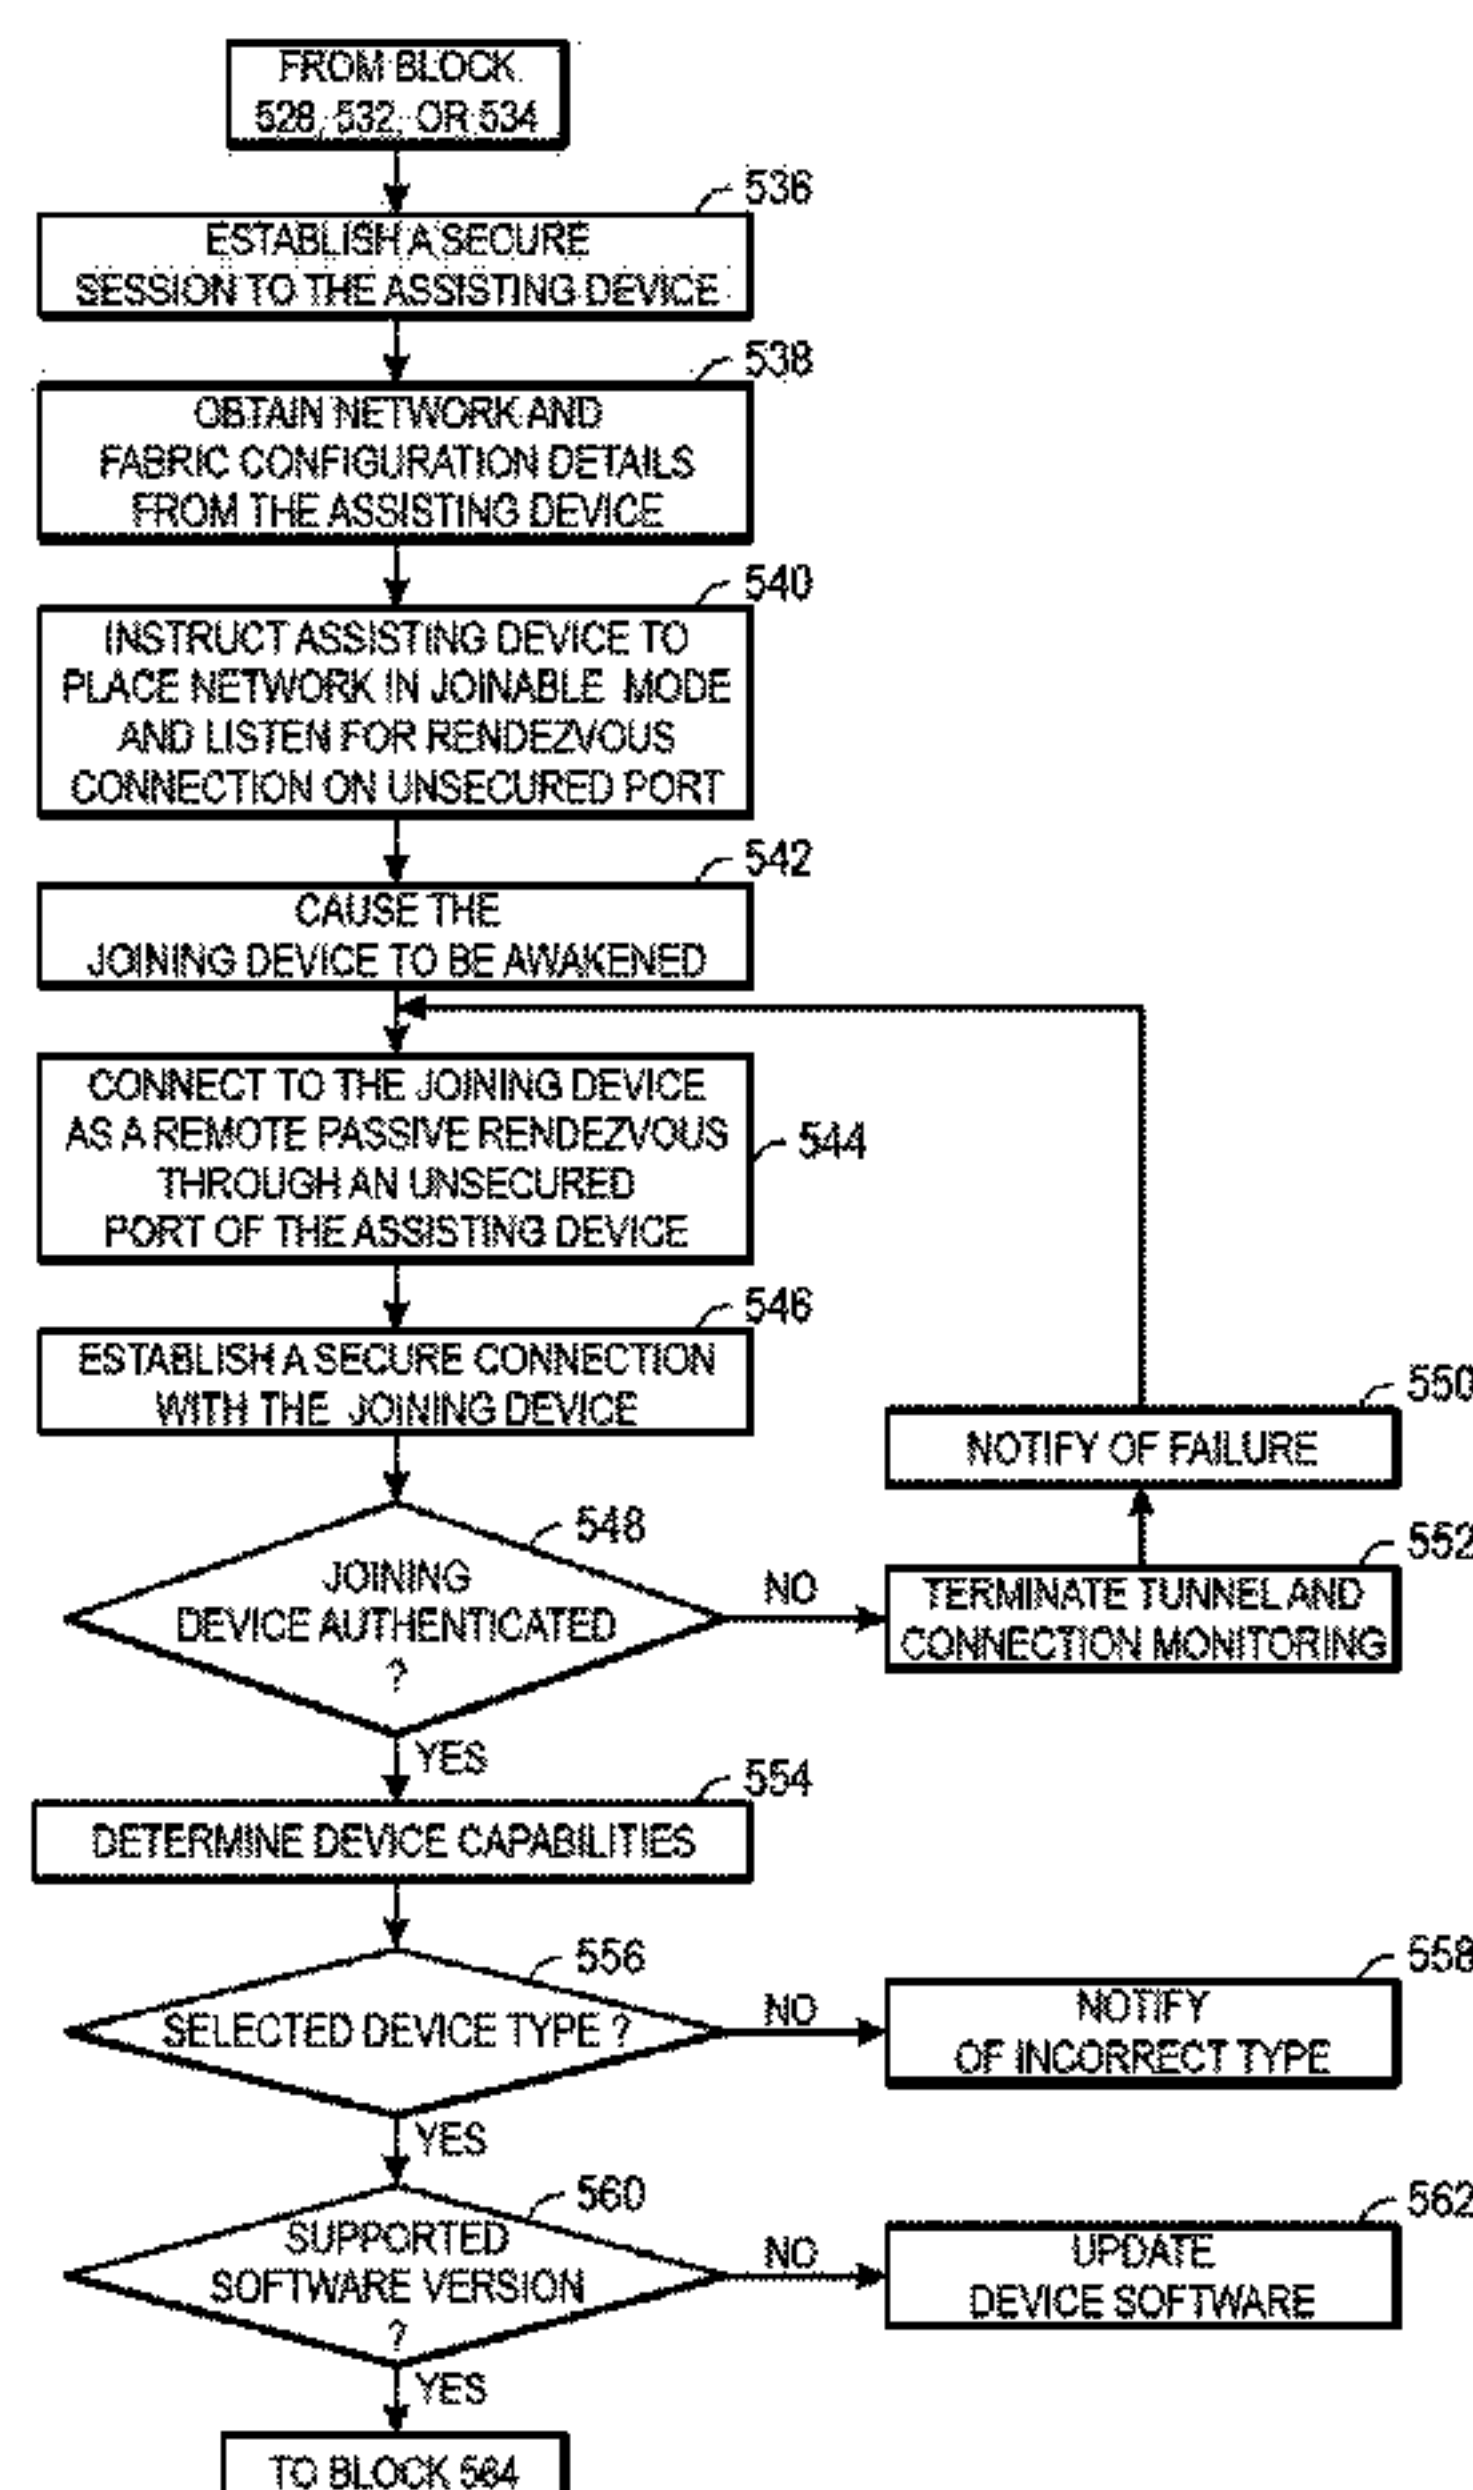 FROM BLOCK
528, 532, OR 534
536
ESTABLISH A SECURE
SESSION TO THE ASSISTING DEVICE
538
OBTAIN NETWORK AND
FABRIC CONFIGURATION DETAILS
FROM THE ASSISTING DEVICE
540
INSTRUCT ASSISTING DEVICE TO
PLACE NETWORK IN JOINABLE MODE
AND LISTEN FOR RENDEZVOUS
CONNECTION ON UNSECURED PORT
542
CAUSE THE
JOINING DEVICE TO BE AWAKENED
CONNECT TO THE JOINING DEVICE
AS A REMOTE PASSIVE RENDEZVOUS
THROUGH AN UNSECURED
PORT OF THE ASSISTING DEVICE
544
546
ESTABLISH A SECURE CONNECTION
WITH THE JOINING DEVICE
550
NOTIFY OF FAILURE
548
JOINING
DEVICE AUTHENTICATED
?
NO
552
TERMINATE TUNNEL AND
CONNECTION MONITORING
YES
554
DETERMINE DEVICE CAPABILITIES
556
SELECTED DEVICE TYPE ?
NO
558
NOTIFY
OF INCORRECT TYPE
YES
560
SUPPORTED
SOFTWARE VERSION
?
NO
562
UPDATE
DEVICE SOFTWARE
YES
TO BLOCK 564